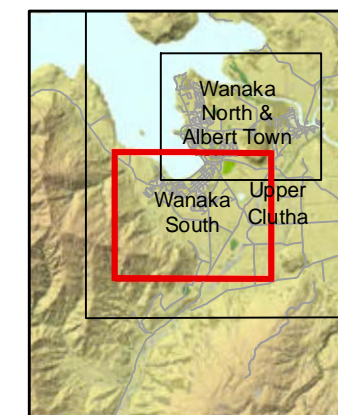 Wanaka
North &
Albert Town
Wanaka
South
Upper
Clutha